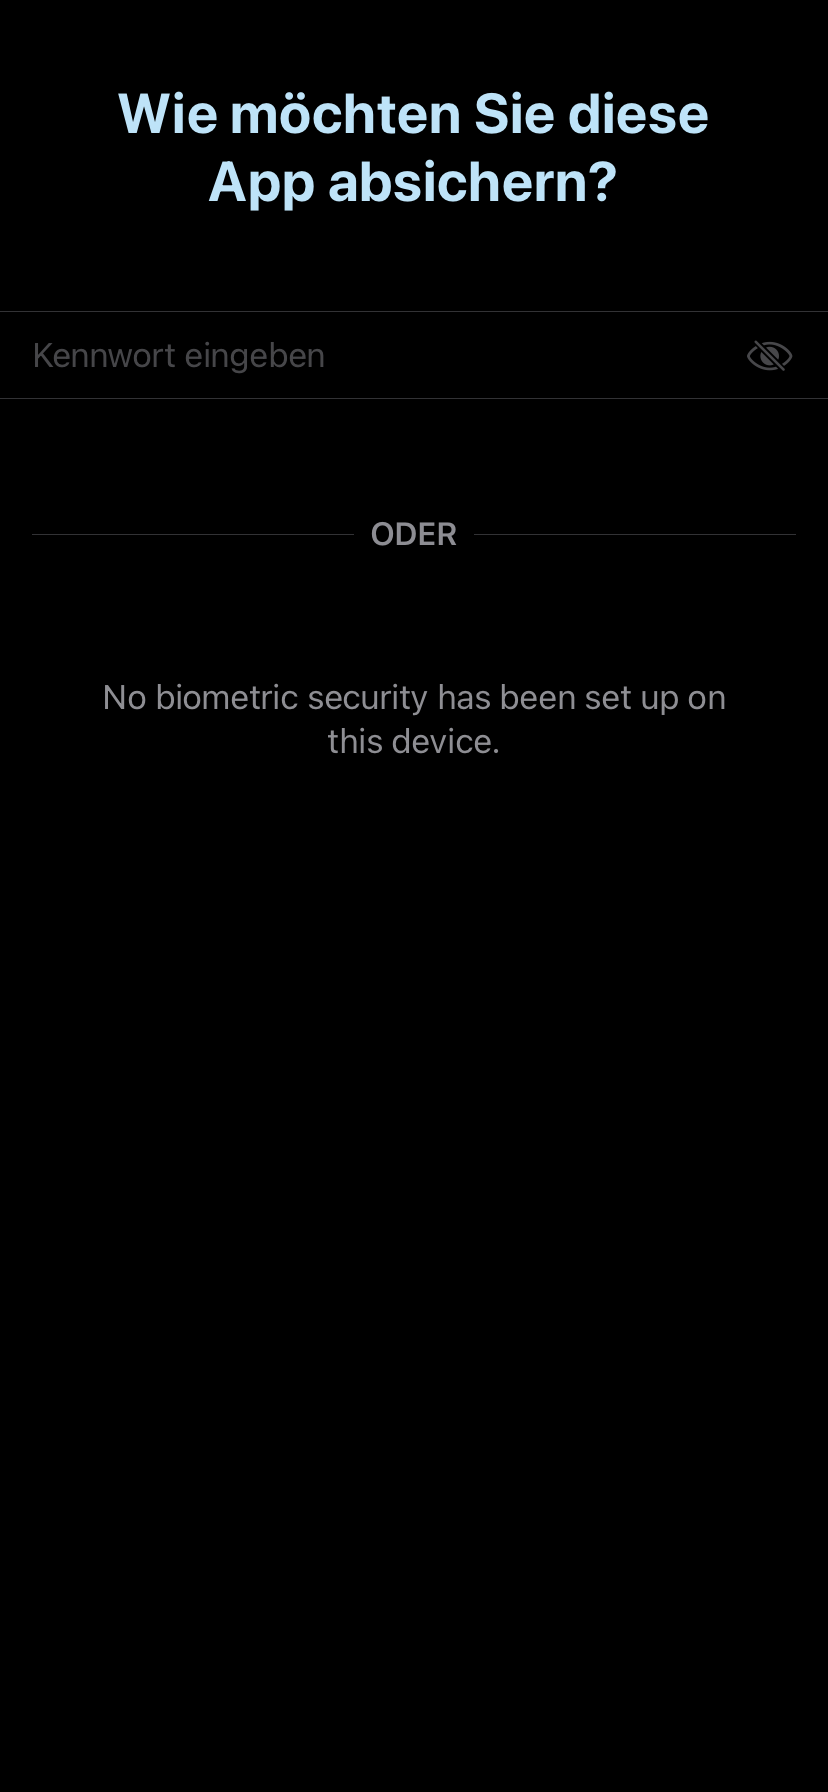 Wie möchten Sie diese
App absichern?
Kennwort eingeben
ODER
No biometric security has been set up on
this device.